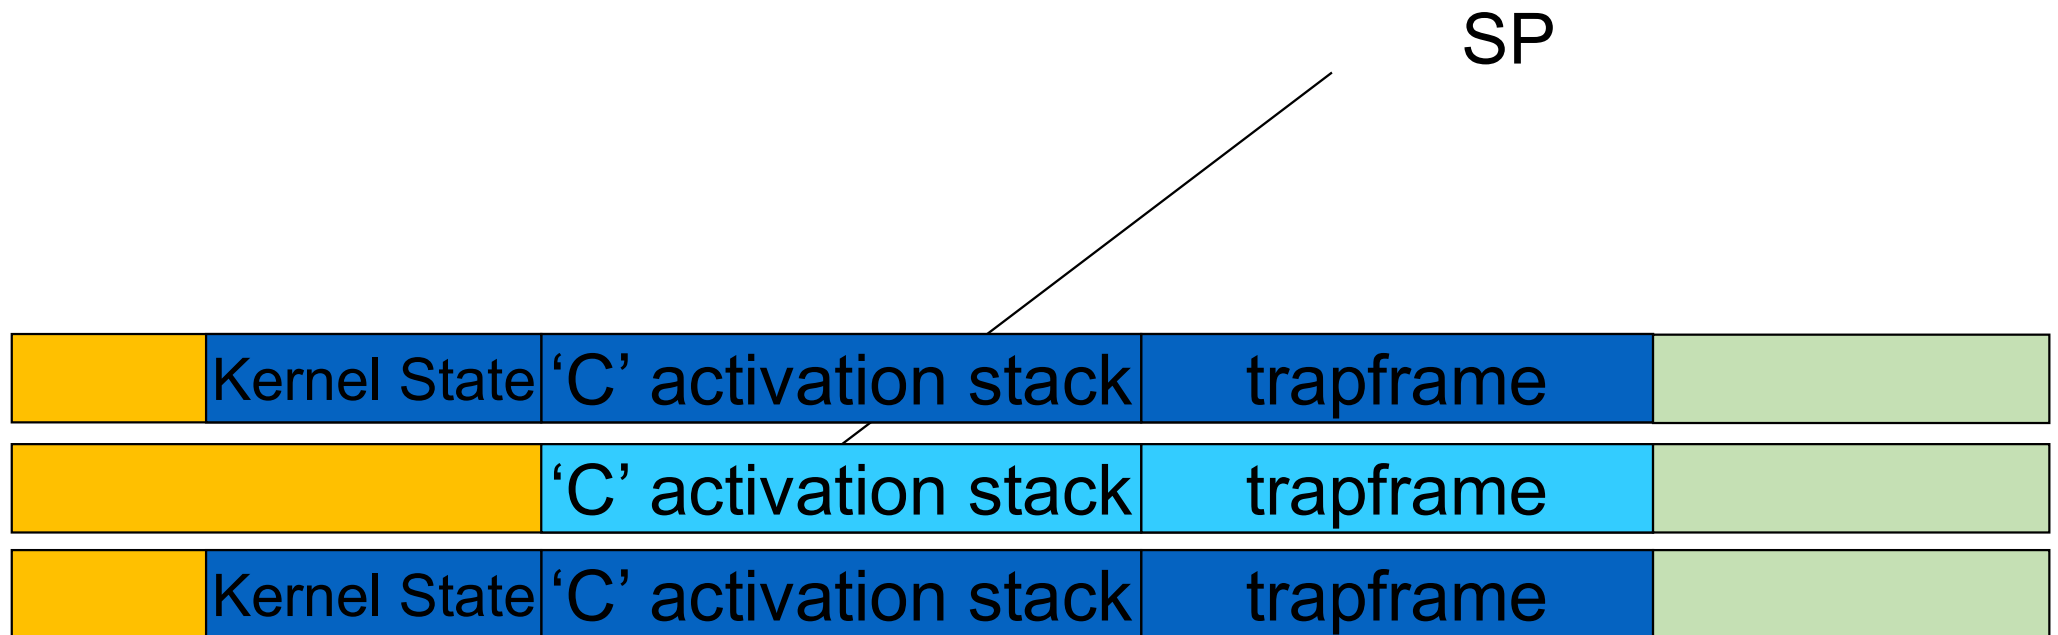 SP
Kernel State ‘C’ activation stack trapframe
‘C’ activation stack trapframe
Kernel State ‘C’ activation stack trapframe